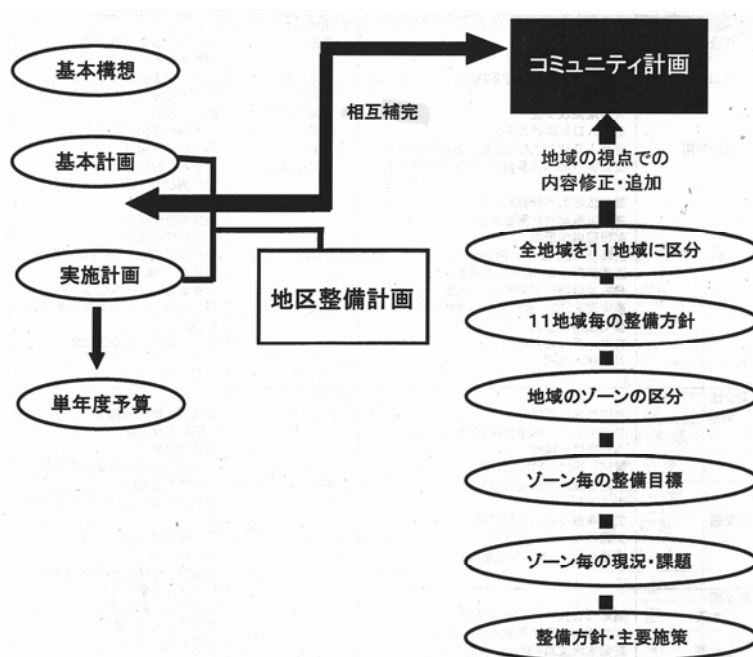 基本構想
コミュニティ計画
相互補完
基本計画
地域の視点での
内容修正・追加
実施計画
地区整備計画
全地域を11地域に区分
11地域毎の整備方針
単年度予算
地域のゾーンの区分
ゾーン毎の整備目標
ゾーン毎の現況・課題
整備方針・主要施策